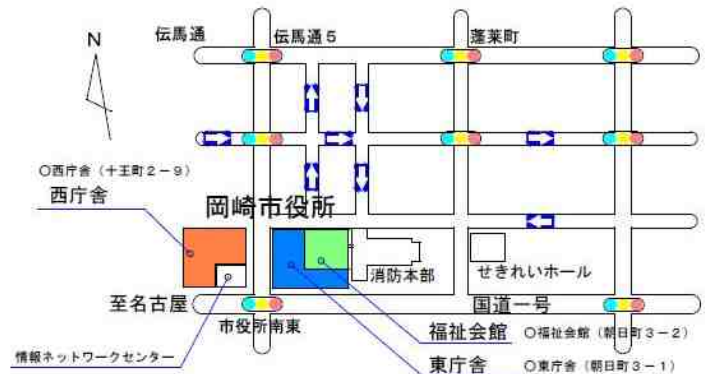 伝馬通
伝馬通5
蓬莱町
N
○西庁舎（十王町2－9）
西庁舎
岡崎市役所
消防本部
せきれいホール
至名古屋
市役所南東
国道一号
福祉会館
○福祉会館（朝日町3－2）
情報ネットワークセンター
東庁舎
○東庁舎（朝日町3－1）